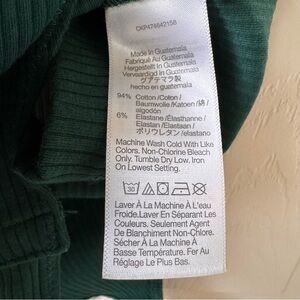 Made in Guatemala
Fabriqué Au Guatemala
Hergestellt In Guatemala
Vervaardigd In Guatemala
グアテマラ製
hecho en guatemala
94% Cotton/Coton/
Baumwolle/Katoen/綿/
algodón
6% Elastane/Élasthanne/
Elastan/Elastaan/
ポリウレタン/elastano
Machine Wash Cold With Like
Colors. Non-Chlorine Bleach
Only. Tumble Dry Low. Iron
On Lowest Setting.
30
Laver À La Machine À L'eau
Froide.Laver En Séparant Les
Couleurs. Seulement Agent
De Blanchiment Non-Chlore.
Sécher À La Machine À
Basse Température. Fer Au
Réglage Le Plus Bas.